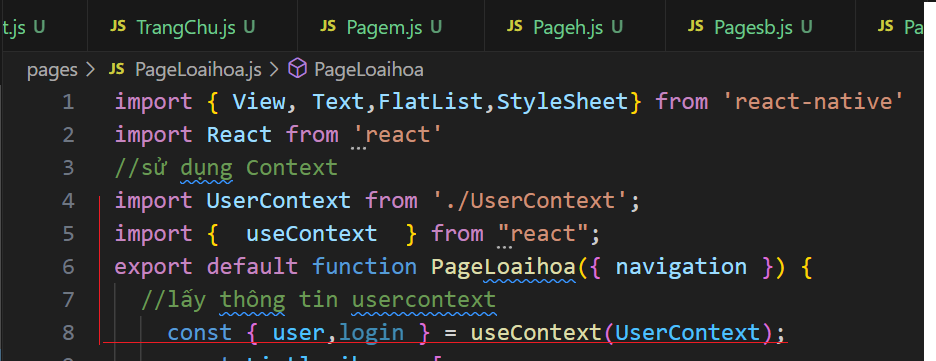 t.js U JS TrangChu.js U JS Pagem.js U JS Pageh.js U JS Pagesb.js U JS Pa
pages > JS PageLoaihoa.js > PageLoaihoa
1 import { View, Text,FlatList,StyleSheet} from 'react-native'
2 import React from 'react'
3 //sử dụng Context
4 import UserContext from './UserContext';
5 import {  useContext  } from "react";
6 export default function PageLoaihoa({ navigation }) {
7 //lấy thông tin usercontext
8 const { user,login } = useContext(UserContext);